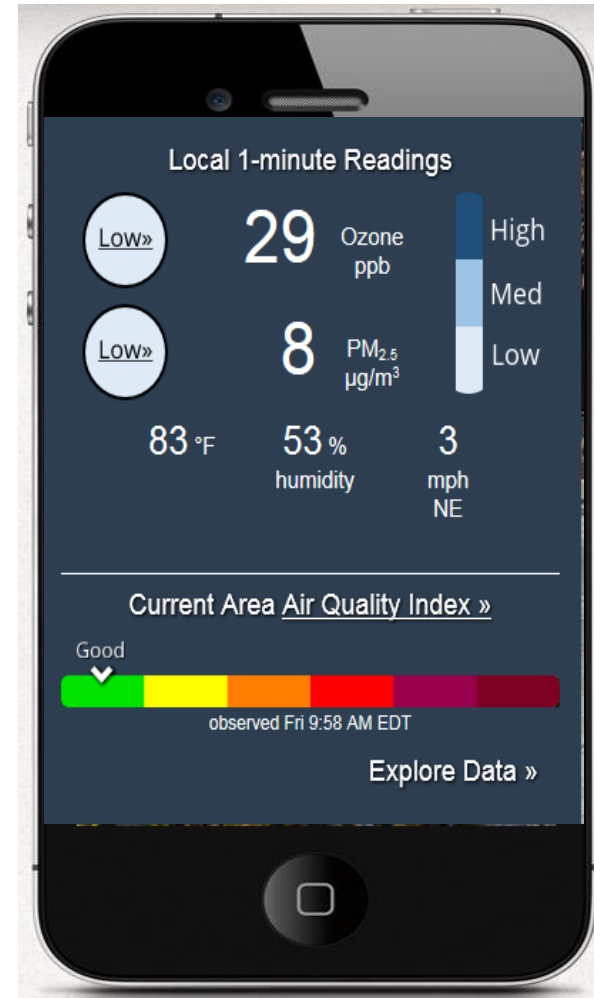 Local 1-minute Readings
Low»
29
Ozone
ppb
High
Med
Low
Low»
8
PM2.5
µg/m³
83 °F
53 %
humidity
3
mph
NE
Current Area Air Quality Index »
Good
observed Fri 9:58 AM EDT
Explore Data »